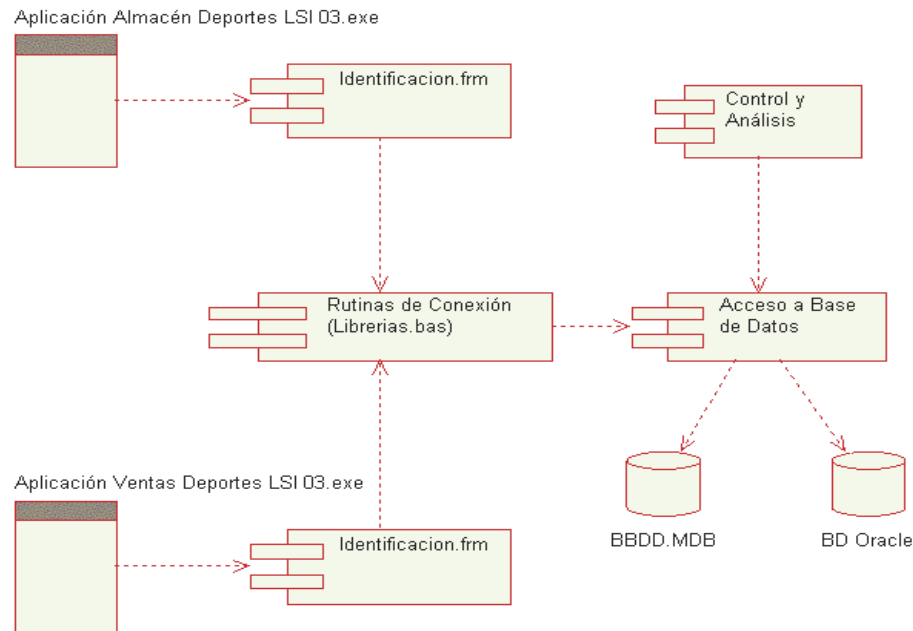 Aplicación Almacén Deportes LSI 03.exe
Identificacion.frm
Control y
Análisis
Rutinas de Conexión
(Librerias.bas)
Acceso a Base
de Datos
Aplicación Ventas Deportes LSI 03.exe
Identificacion.frm
BBDD.MDB
BD Oracle